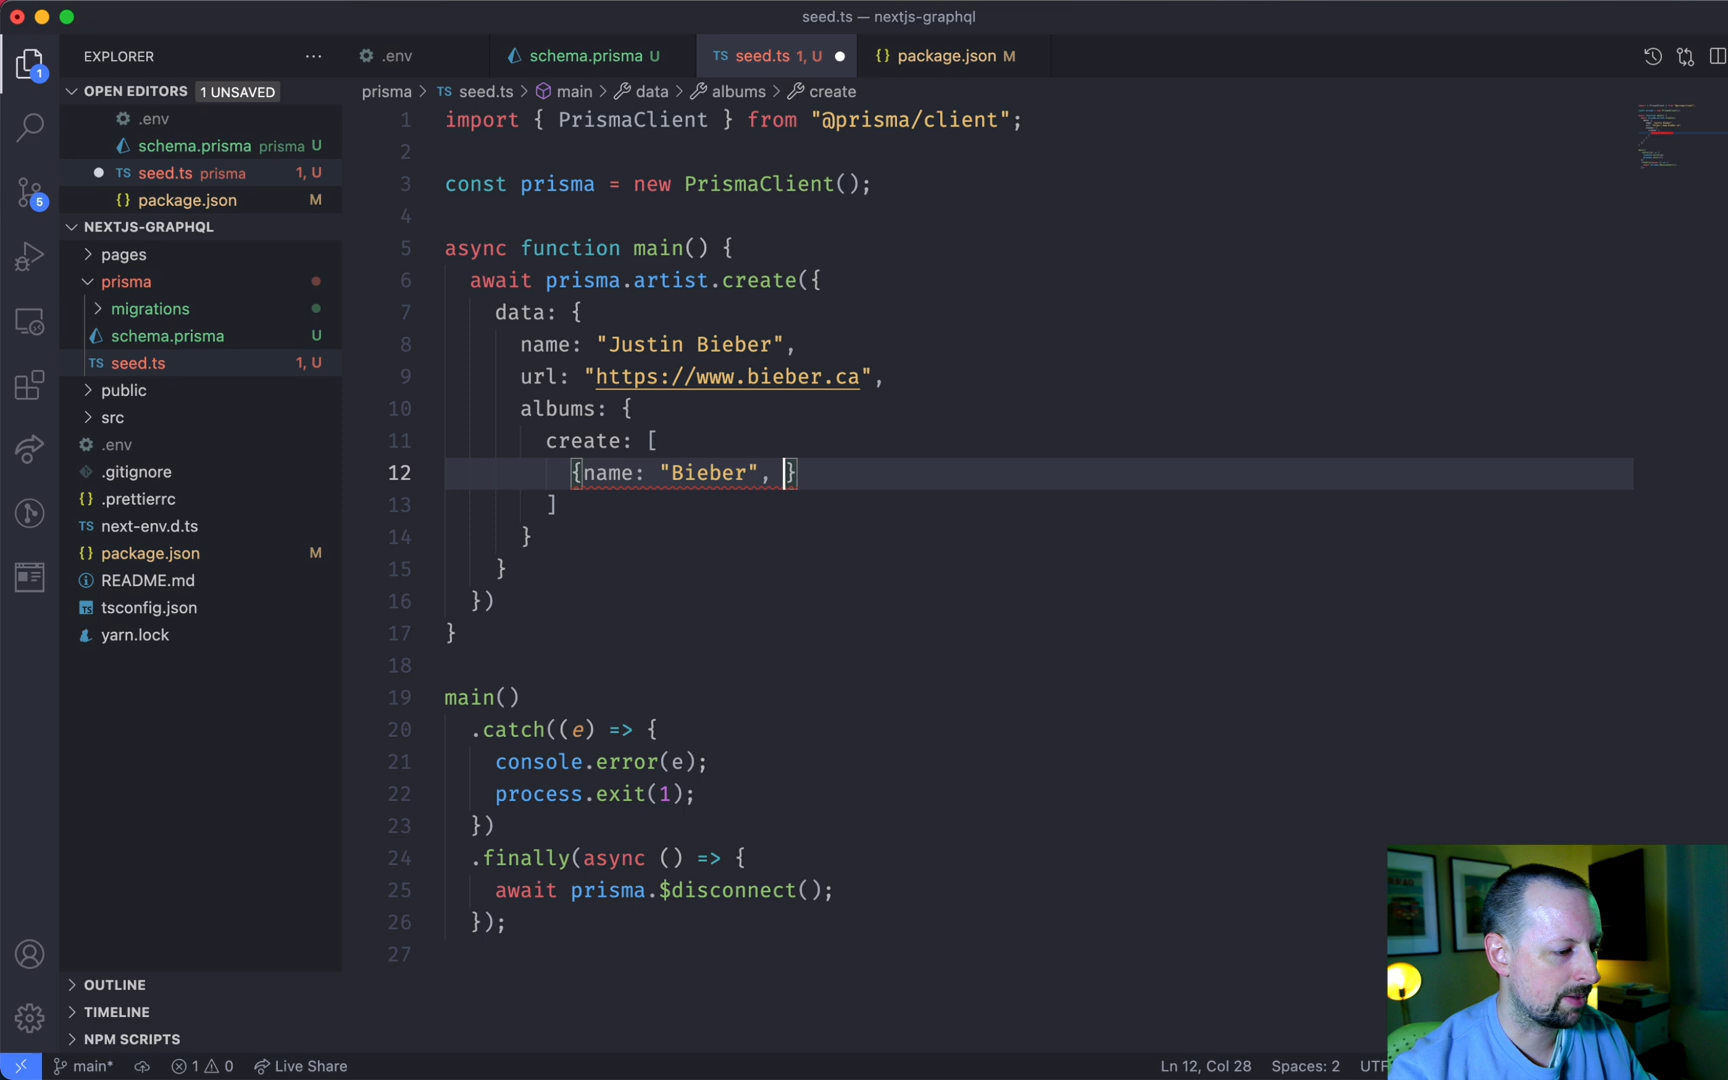 seed.ts — nextjs-graphql
EXPLORER
.env
schema.prisma U
TS seed.ts 1, U
{} package.json M
OPEN EDITORS 1 UNSAVED
prisma > TS seed.ts > main > data > albums > create
.env
schema.prisma prisma U
TS seed.ts prisma 1, U
{} package.json M
NEXTJS-GRAPHQL
pages
prisma
migrations
schema.prisma U
TS seed.ts 1, U
public
src
.env
.gitignore
{} .prettierrc
TS next-env.d.ts
{} package.json M
README.md
TS tsconfig.json
yarn.lock
OUTLINE
TIMELINE
NPM SCRIPTS
1
5
1 import { PrismaClient } from "@prisma/client";
2
3 const prisma = new PrismaClient();
4
5 async function main() {
6 await prisma.artist.create({
7 data: {
8 name: "Justin Bieber",
9 url: "https://www.bieber.ca",
10 albums: {
11 create: [
12 {name: "Bieber", }
13 ]
14 }
15 }
16 })
17 }
18
19 main()
20 .catch((e) => {
21 console.error(e);
22 process.exit(1);
23 })
24 .finally(async () => {
25 await prisma.$disconnect();
26 });
27
main* 1 0 Live Share Ln 12, Col 28 Spaces: 2